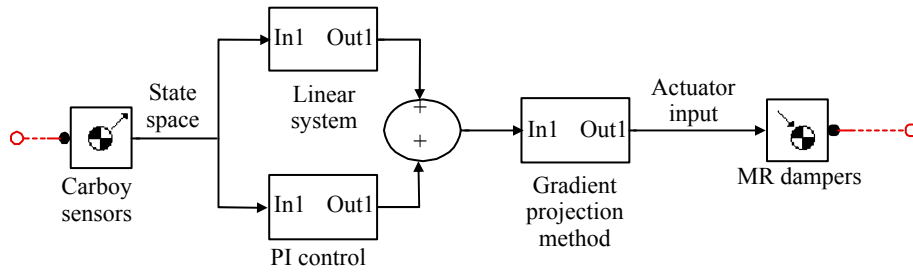 In1 Out1
Linear
system
State
space
Carboy
sensors
In1 Out1
PI control
+
+
In1 Out1
Gradient
projection
method
Actuator
input
MR dampers